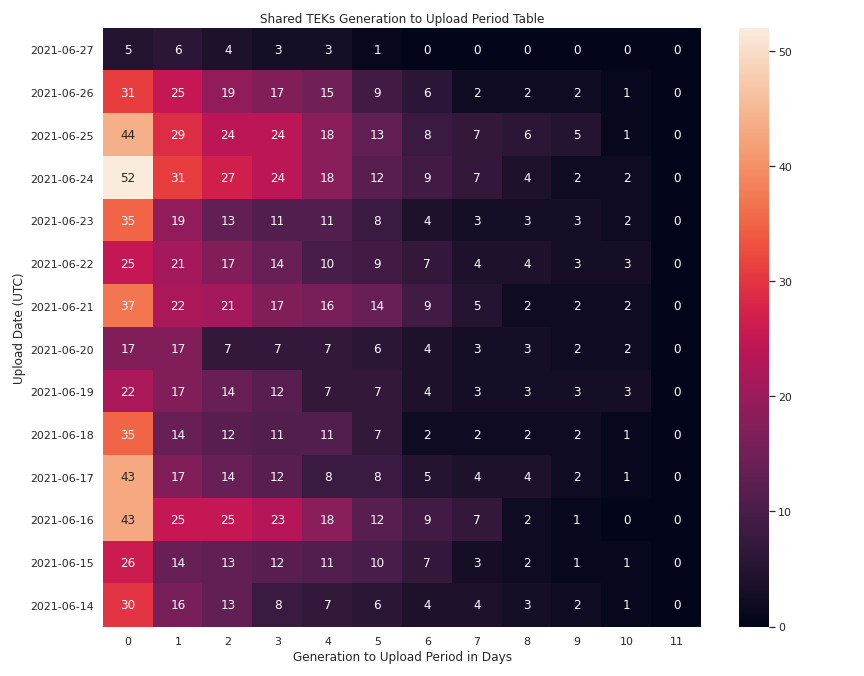 Shared TEKs Generation to Upload Period Table
Upload Date (UTC)
2021-06-27 5 6 4 3 3 1 0 0 0 0 0 0
2021-06-26 31 25 19 17 15 9 6 2 2 2 1 0
2021-06-25 44 29 24 24 18 13 8 7 6 5 1 0
2021-06-24 52 31 27 24 18 12 9 7 4 2 2 0
2021-06-23 35 19 13 11 11 8 4 3 3 3 2 0
2021-06-22 25 21 17 14 10 9 7 4 4 3 3 0
2021-06-21 37 22 21 17 16 14 9 5 2 2 2 0
2021-06-20 17 17 7 7 7 6 4 3 3 2 2 0
2021-06-19 22 17 14 12 7 7 4 3 3 3 3 0
2021-06-18 35 14 12 11 11 7 2 2 2 2 1 0
2021-06-17 43 17 14 12 8 8 5 4 4 2 1 0
2021-06-16 43 25 25 23 18 12 9 7 2 1 0 0
2021-06-15 26 14 13 12 11 10 7 3 2 1 1 0
2021-06-14 30 16 13 8 7 6 4 4 3 2 1 0
0 1 2 3 4 5 6 7 8 9 10 11
Generation to Upload Period in Days
50
40
30
20
10
0